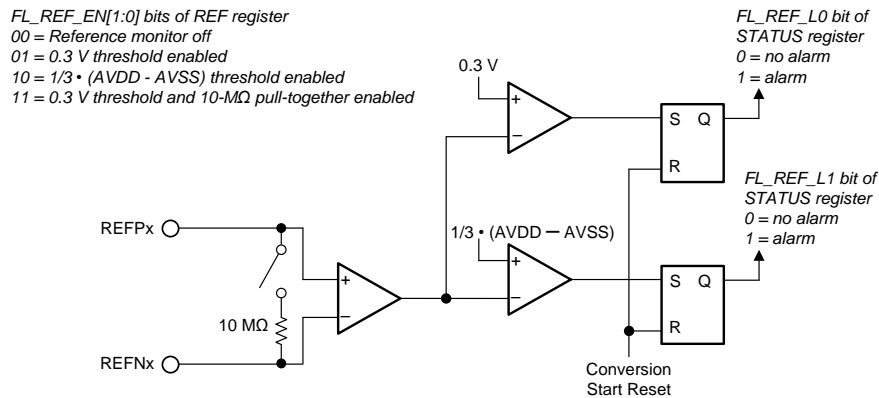 FL_REF_EN[1:0] bits of REF register
00 = Reference monitor off
01 = 0.3 V threshold enabled
10 = 1/3 • (AVDD - AVSS) threshold enabled
11 = 0.3 V threshold and 10-MΩ pull-together enabled
FL_REF_L0 bit of
STATUS register
0 = no alarm
1 = alarm
0.3 V
+
−
S Q
R
FL_REF_L1 bit of
STATUS register
0 = no alarm
1 = alarm
REFPx
1/3 • (AVDD — AVSS)
+
−
S Q
R
+
−
10 MΩ
REFNx
Conversion
Start Reset